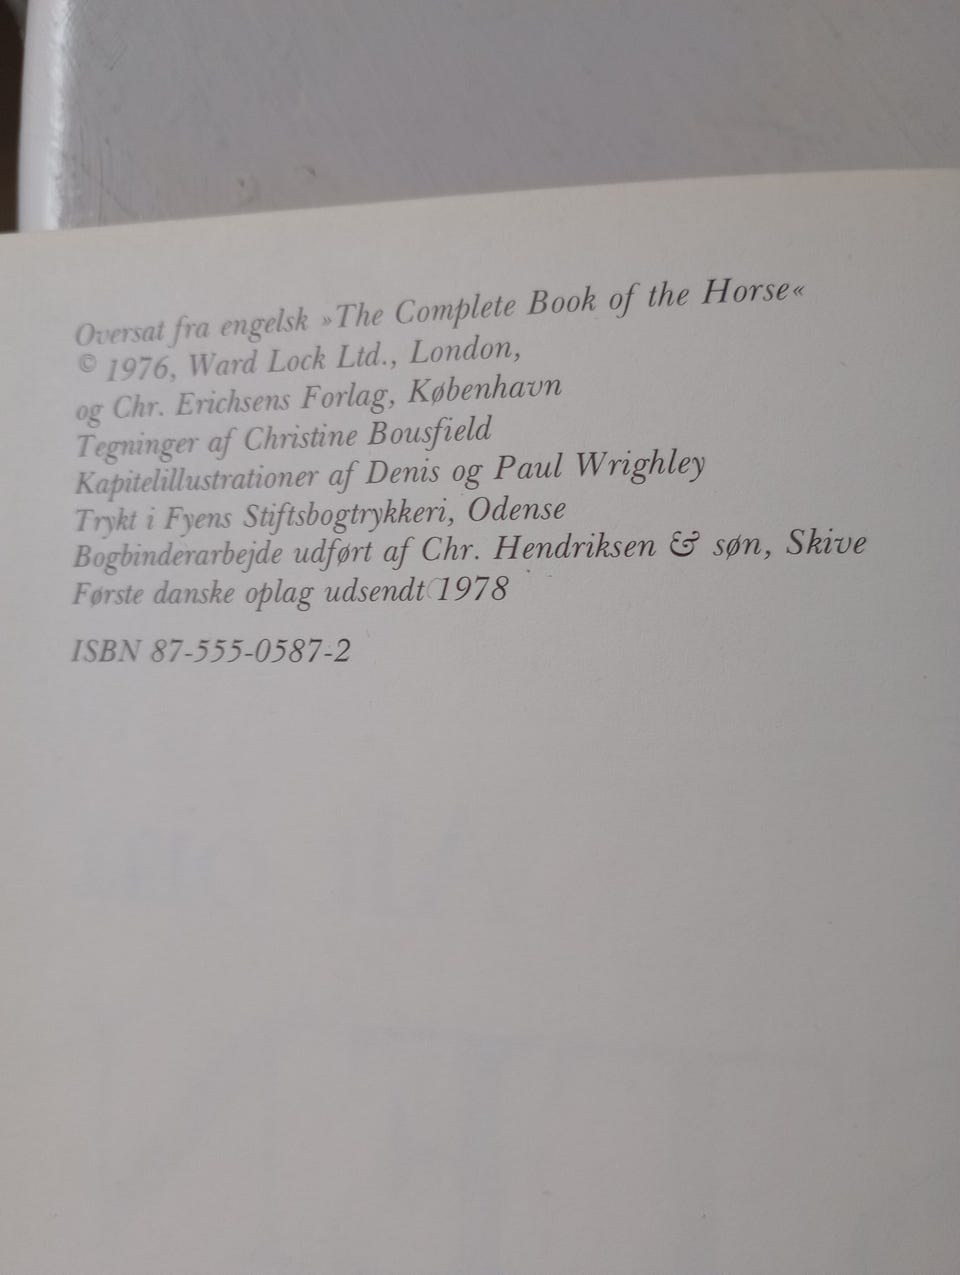 Oversat fra engelsk »The Complete Book of the Horse«
© 1976, Ward Lock Ltd., London,
og Chr. Erichsens Forlag, København
Tegninger af Christine Bousfield
Kapitelillustrationer af Denis og Paul Wrighley
Trykt i Fyens Stiftsbogtrykkeri, Odense
Bogbinderarbejde udført af Chr. Hendriksen & søn, Skive
Første danske oplag udsendt 1978
ISBN 87-555-0587-2